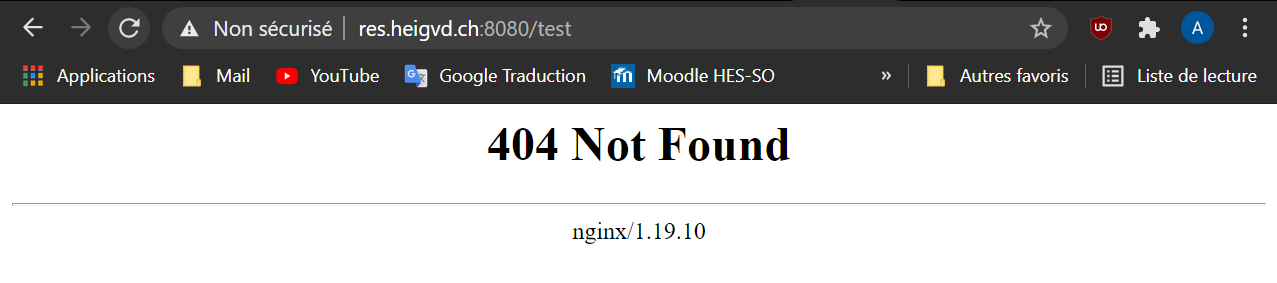 Non sécurisé res.heigvd.ch:8080/test UO A
Applications Mail YouTube Google Traduction Moodle HES-SO » Autres favoris Liste de lecture
404 Not Found
nginx/1.19.10